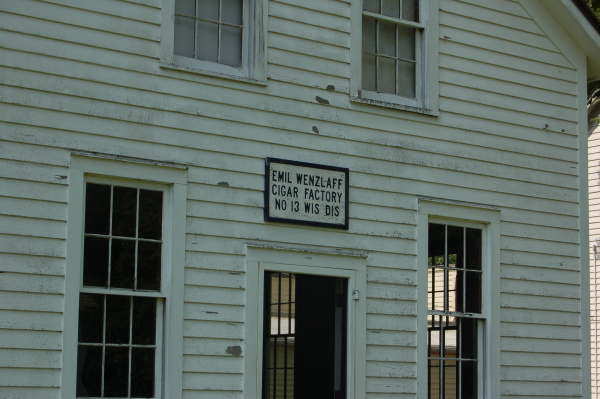 EMIL WENZLAFF
CIGAR FACTORY
NO 13 WIS DIS